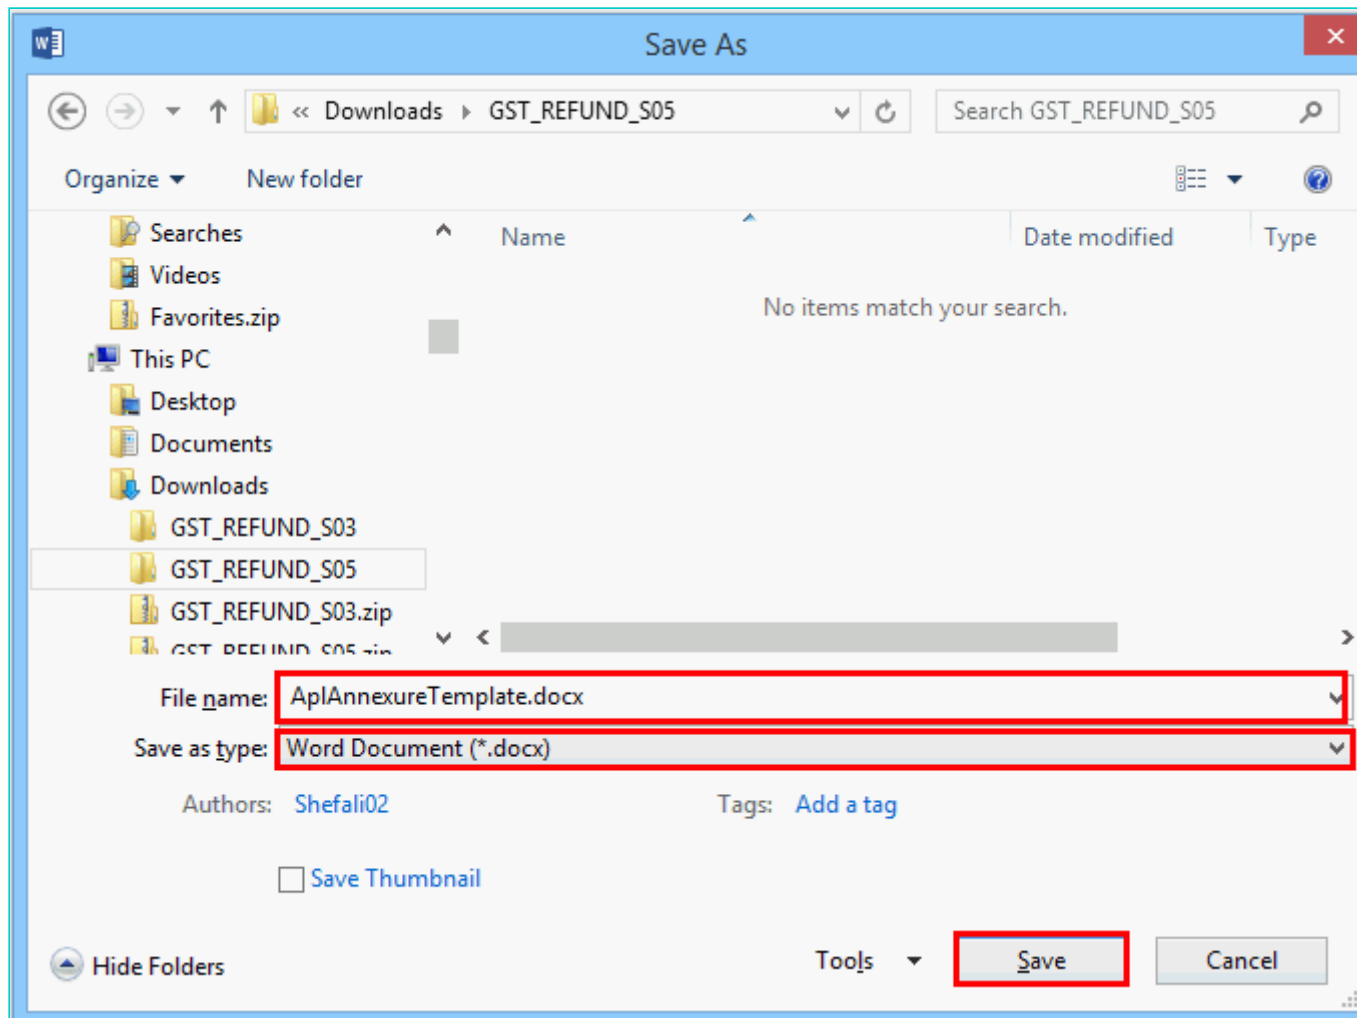 Save As
« Downloads GST_REFUND_S05
Search GST_REFUND_S05
Organize
New folder
Searches
Videos
Favorites.zip
This PC
Desktop
Documents
Downloads
GST_REFUND_S03
GST_REFUND_S05
GST_REFUND_S03.zip
GST_REFUND_S05.zip
Name
Date modified
Type
No items match your search.
File name: AplAnnexureTemplate.docx
Save as type: Word Document (*.docx)
Authors: Shefali02
Tags: Add a tag
Save Thumbnail
Hide Folders
Tools
Save
Cancel